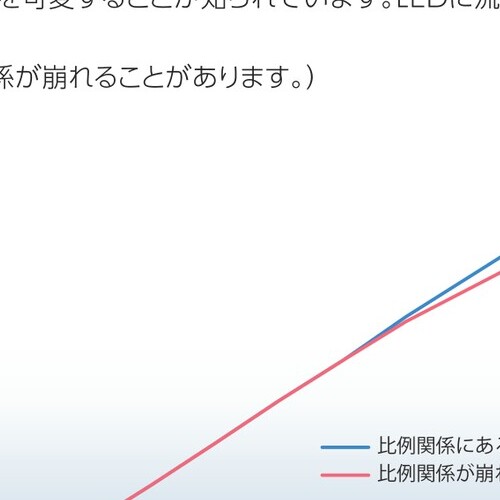 を可変することが知られています。LEDに流
係が崩れることがあります。）
比例関係にある
比例関係が崩れ